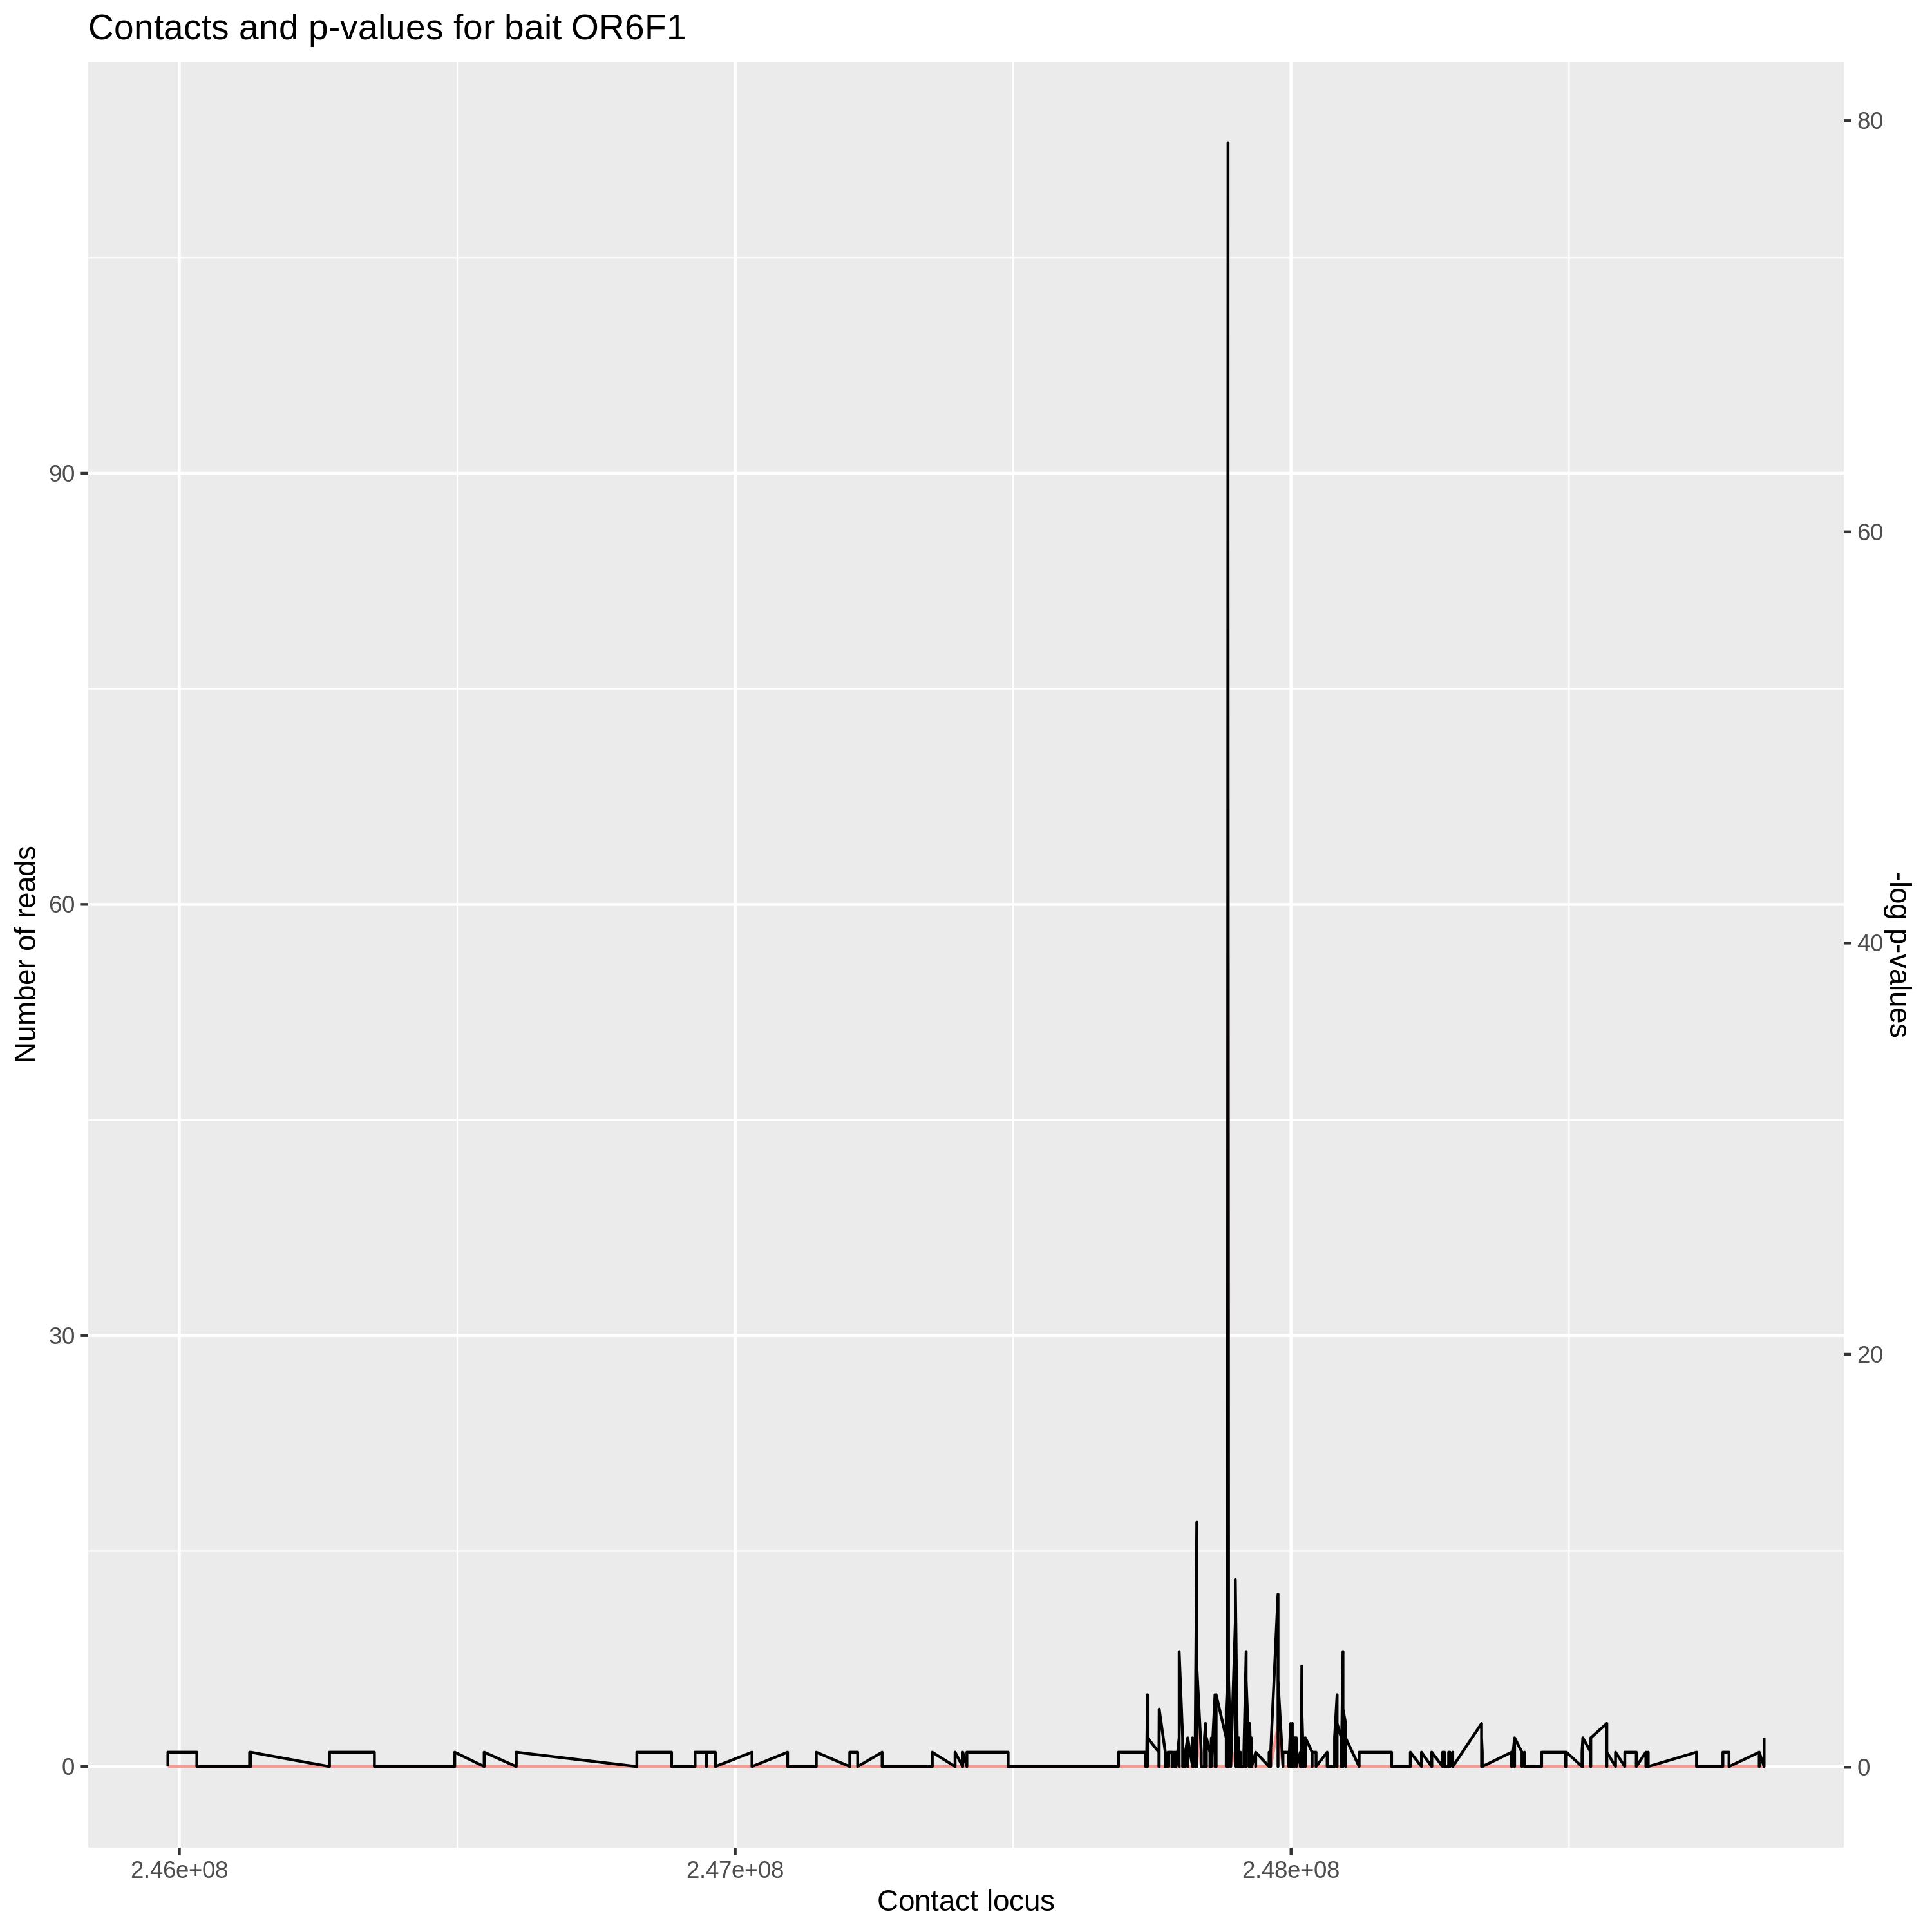 Contacts and p-values for bait OR6F1
80
90
60
60
40
30
20
0
0
Number of reads
-log p-values
2.46e+08
2.47e+08
2.48e+08
Contact locus